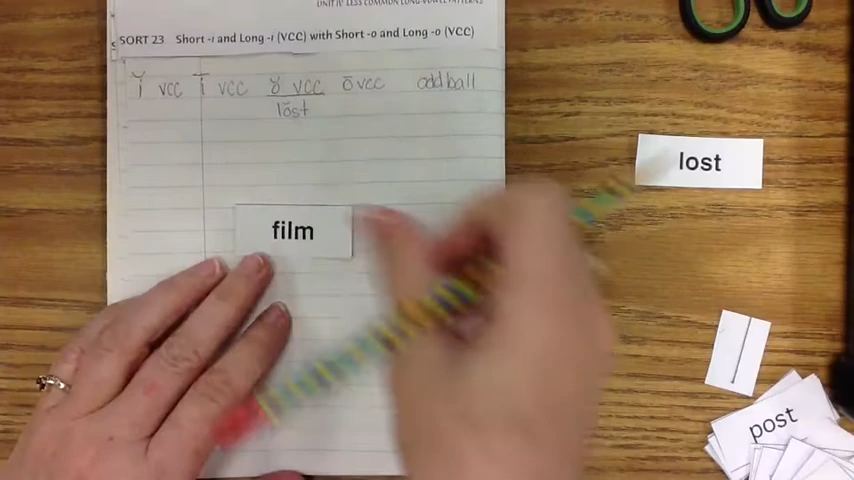 UNIT IV: LESS COMMON LONG-VOWEL PATTERNS
SORT 23 Short -i and Long -i (VCC) with Short -o and Long -o (VCC)
ĭ VCC ī VCC ŏ VCC ō VCC oddball
lost
lost
film
post